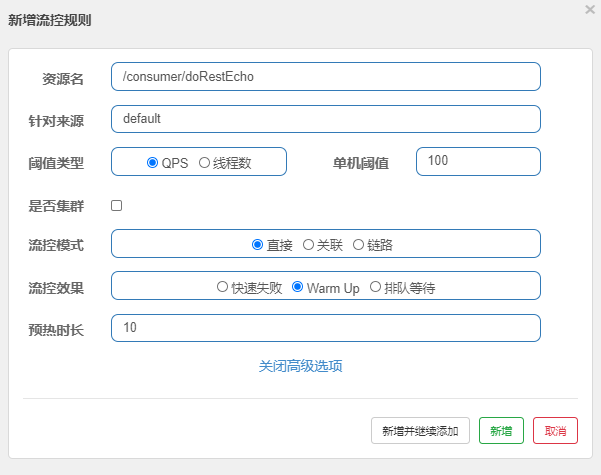 新增流控规则
×
资源名 /consumer/doRestEcho
针对来源 default
阈值类型 QPS 线程数 单机阈值 100
是否集群
流控模式 直接 关联 链路
流控效果 快速失败 Warm Up 排队等待
预热时长 10
关闭高级选项
新增并继续添加 新增 取消